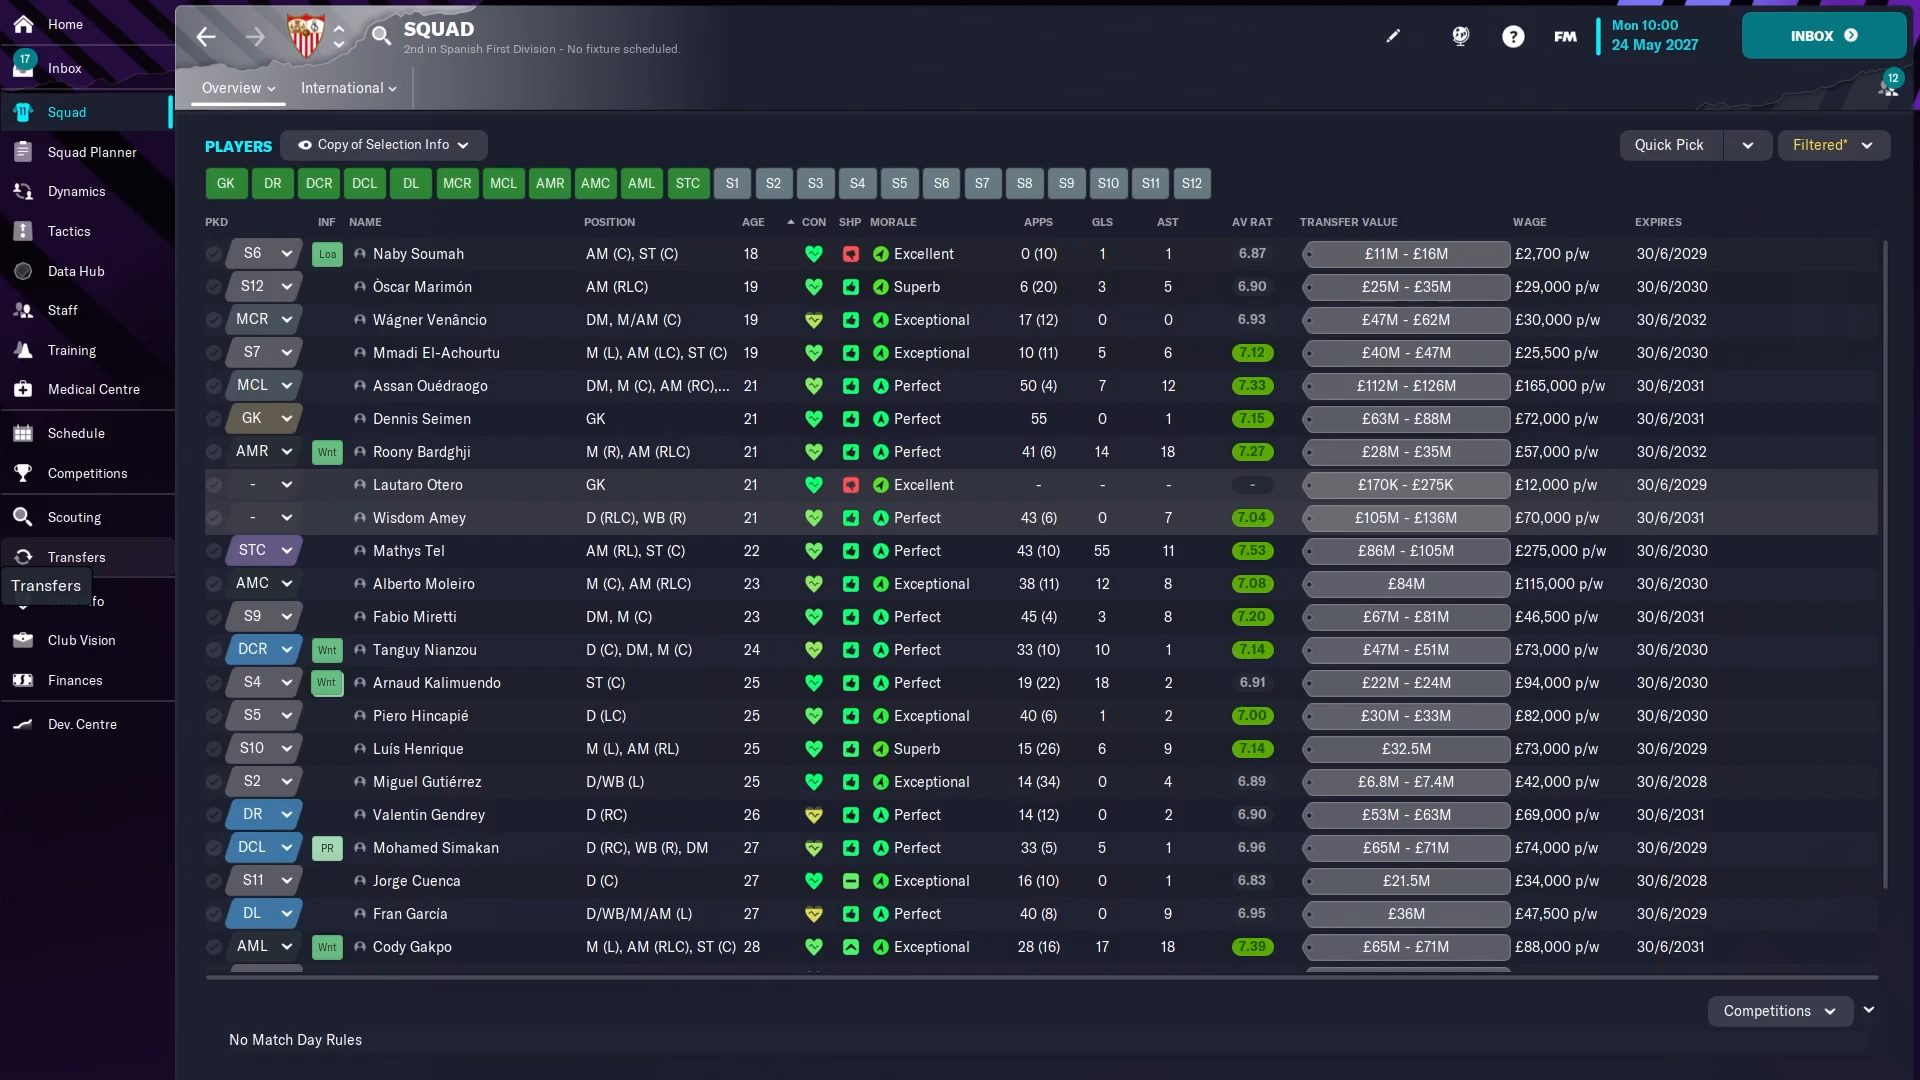 Home
17
Inbox
Squad
Squad Planner
Dynamics
Tactics
Data Hub
Staff
Training
Medical Centre
Schedule
Competitions
Scouting
Transfers
Transfers
Club Vision
Finances
Dev. Centre
SQUAD
2nd in Spanish First Division - No fixture scheduled.
FM
Mon 10:00
24 May 2027
INBOX
Overview
International
12
PLAYERS
Copy of Selection Info
Quick Pick
Filtered*
GK DR DCR DCL DL MCR MCL AMR AMC AML STC S1 S2 S3 S4 S5 S6 S7 S8 S9 S10 S11 S12
PKD INF NAME POSITION AGE CON SHP MORALE APPS GLS AST AV RAT TRANSFER VALUE WAGE EXPIRES
S6 Loa Naby Soumah AM (C), ST (C) 18 Excellent 0 (10) 1 1 6.87 £11M - £16M £2,700 p/w 30/6/2029
S12 Òscar Marimón AM (RLC) 19 Superb 6 (20) 3 5 6.90 £25M - £35M £29,000 p/w 30/6/2030
MCR Wágner Venâncio DM, M/AM (C) 19 Exceptional 17 (12) 0 0 6.93 £47M - £62M £30,000 p/w 30/6/2032
S7 Mmadi El-Achourtu M (L), AM (LC), ST (C) 19 Exceptional 10 (11) 5 6 7.12 £40M - £47M £25,500 p/w 30/6/2030
MCL Assan Ouédraogo DM, M (C), AM (RC),... 21 Perfect 50 (4) 7 12 7.33 £112M - £126M £165,000 p/w 30/6/2031
GK Dennis Seimen GK 21 Perfect 55 0 1 7.15 £63M - £88M £72,000 p/w 30/6/2031
AMR Wnt Roony Bardghji M (R), AM (RLC) 21 Perfect 41 (6) 14 18 7.27 £28M - £35M £57,000 p/w 30/6/2032
- Lautaro Otero GK 21 Excellent - - - - £170K - £275K £12,000 p/w 30/6/2029
- Wisdom Amey D (RLC), WB (R) 21 Perfect 43 (6) 0 7 7.04 £105M - £136M £70,000 p/w 30/6/2031
STC Mathys Tel AM (RL), ST (C) 22 Perfect 43 (10) 55 11 7.53 £86M - £105M £275,000 p/w 30/6/2030
AMC Alberto Moleiro M (C), AM (RLC) 23 Exceptional 38 (11) 12 8 7.08 £84M £115,000 p/w 30/6/2030
S9 Fabio Miretti DM, M (C) 23 Perfect 45 (4) 3 8 7.20 £67M - £81M £46,500 p/w 30/6/2031
DCR Wnt Tanguy Nianzou D (C), DM, M (C) 24 Perfect 33 (10) 10 1 7.14 £47M - £51M £73,000 p/w 30/6/2030
S4 Wnt Arnaud Kalimuendo ST (C) 25 Perfect 19 (22) 18 2 6.91 £22M - £24M £94,000 p/w 30/6/2030
S5 Piero Hincapié D (LC) 25 Exceptional 40 (6) 1 2 7.00 £30M - £33M £82,000 p/w 30/6/2030
S10 Luís Henrique M (L), AM (RL) 25 Superb 15 (26) 6 9 7.14 £32.5M £73,000 p/w 30/6/2029
S2 Miguel Gutiérrez D/WB (L) 25 Exceptional 14 (34) 0 4 6.89 £6.8M - £7.4M £42,000 p/w 30/6/2028
DR Valentin Gendrey D (RC) 26 Perfect 14 (12) 0 2 6.90 £53M - £63M £69,000 p/w 30/6/2031
DCL PR Mohamed Simakan D (RC), WB (R), DM 27 Perfect 33 (5) 5 1 6.96 £65M - £71M £74,000 p/w 30/6/2029
S11 Jorge Cuenca D (C) 27 Exceptional 16 (10) 0 1 6.83 £21.5M £34,000 p/w 30/6/2028
DL Fran García D/WB/M/AM (L) 27 Perfect 40 (8) 0 9 6.95 £36M £47,500 p/w 30/6/2029
AML Wnt Cody Gakpo M (L), AM (RLC), ST (C) 28 Exceptional 28 (16) 17 18 7.39 £65M - £71M £88,000 p/w 30/6/2031
Competitions
No Match Day Rules